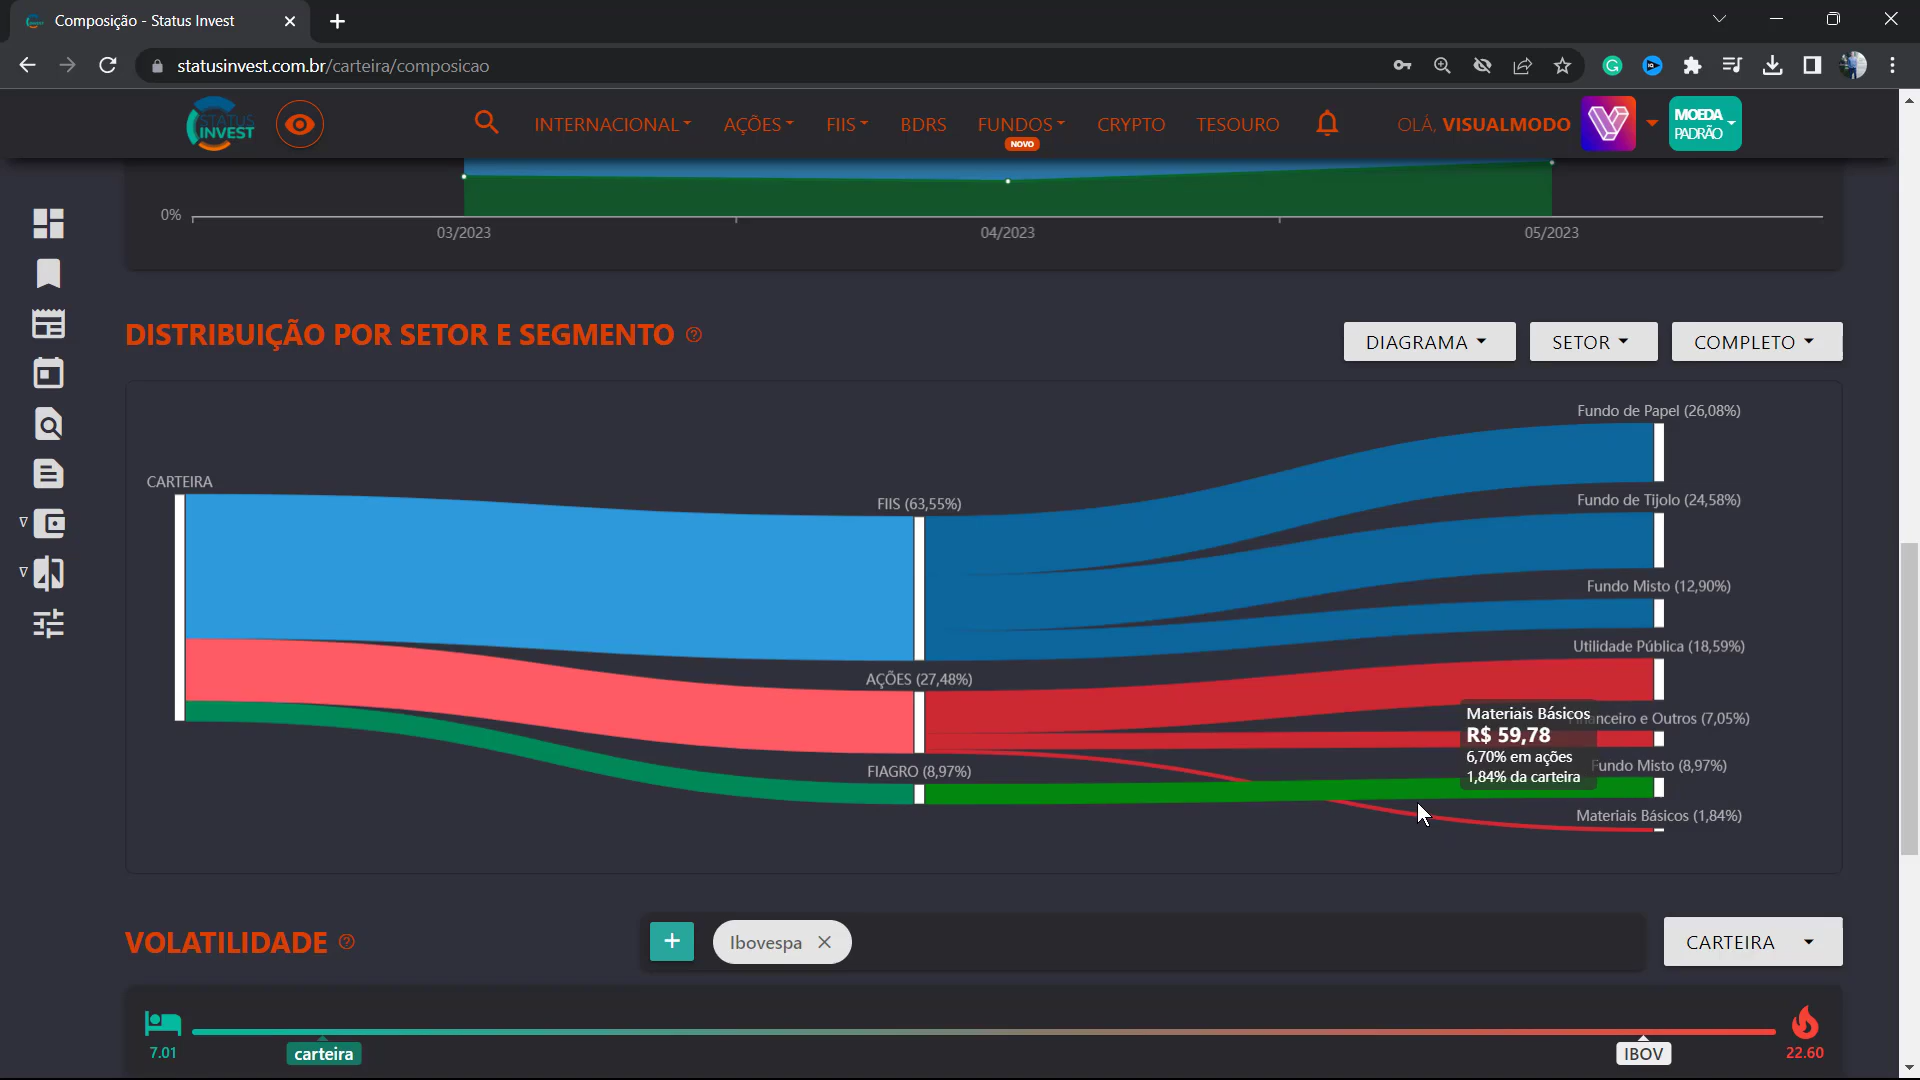 Composição - Status Invest
statusinvest.com.br/carteira/composicao
STATUS
INVEST
INTERNACIONAL
AÇÕES
FIIS
BDRS
FUNDOS
NOVO
CRYPTO
TESOURO
OLÁ, VISUALMODO
MOEDA
PADRÃO
0%
03/2023
04/2023
05/2023
DISTRIBUIÇÃO POR SETOR E SEGMENTO
DIAGRAMA
SETOR
COMPLETO
Fundo de Papel (26,08%)
CARTEIRA
FIIS (63,55%)
Fundo de Tijolo (24,58%)
Fundo Misto (12,90%)
Utilidade Pública (18,59%)
AÇÕES (27,48%)
Materiais Básicos
R$ 59,78
6,70% em ações
1,84% da carteira
nceiro e Outros (7,05%)
FIAGRO (8,97%)
Fundo Misto (8,97%)
Materiais Básicos (1,84%)
VOLATILIDADE
+
Ibovespa
CARTEIRA
7.01
carteira
IBOV
22.60